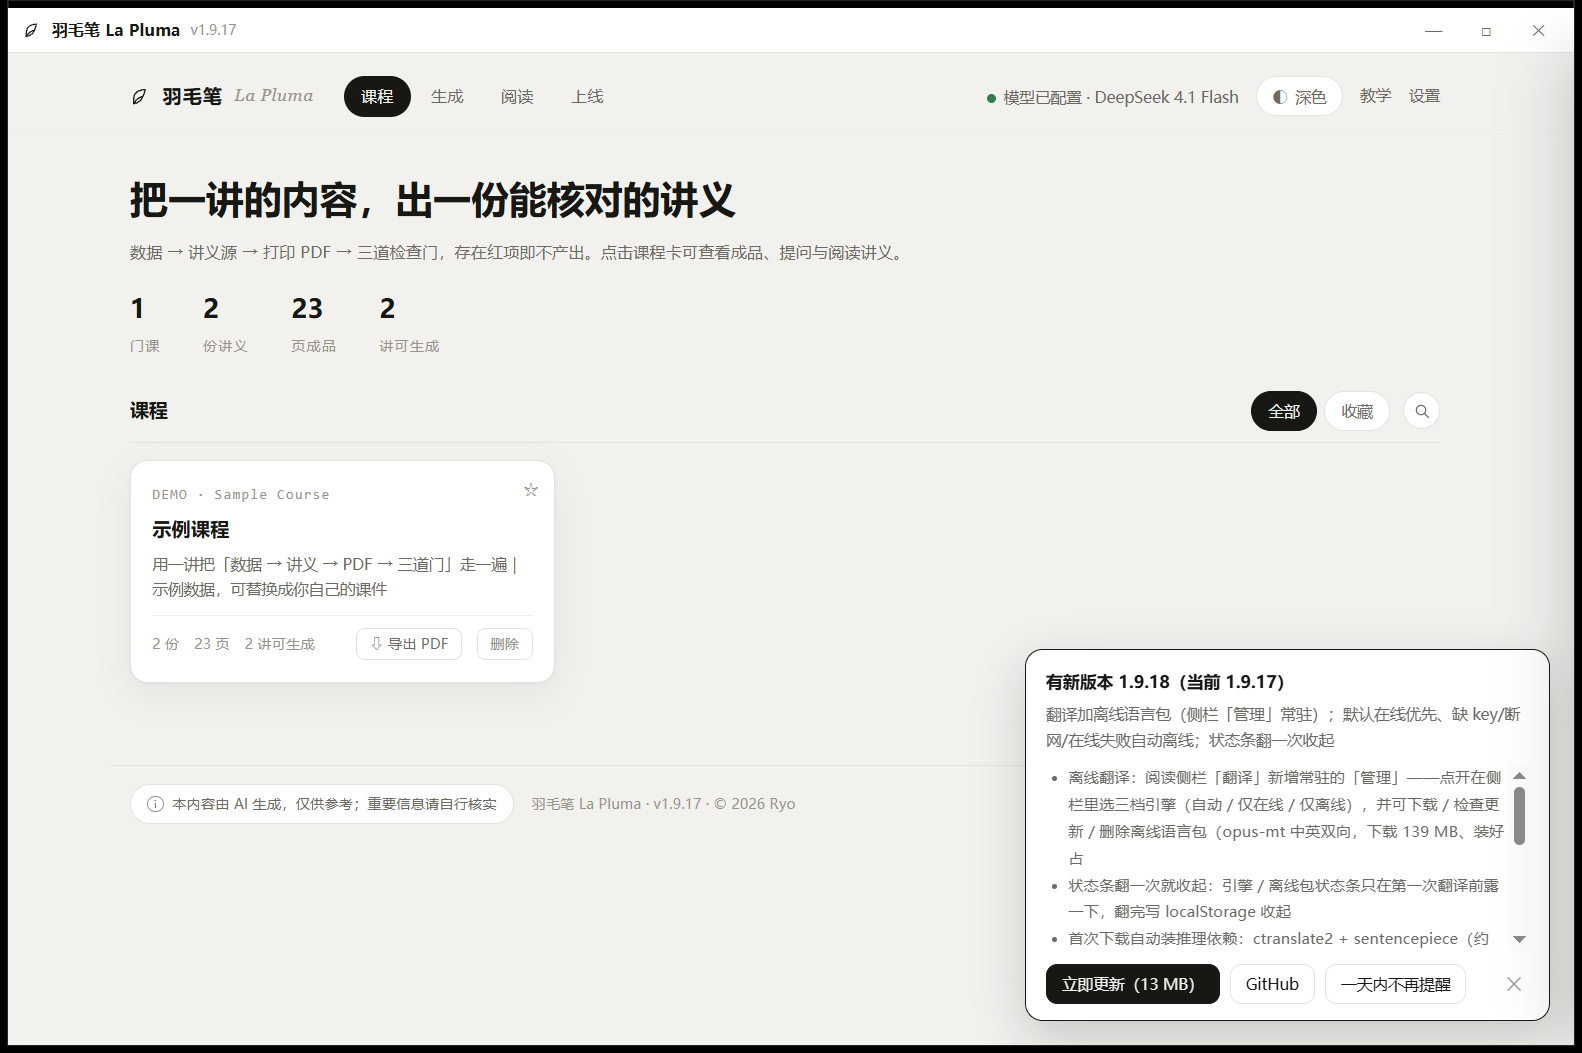 羽毛笔 La Pluma v1.9.17
羽毛笔 La Pluma 课程 生成 阅读 上线 模型已配置 · DeepSeek 4.1 Flash 深色 教学 设置
把一讲的内容，出一份能核对的讲义
数据 → 讲义源 → 打印 PDF → 三道检查门，存在红项即不产出。点击课程卡可查看成品、提问与阅读讲义。
1 2 23 2
门课 份讲义 页成品 讲可生成
课程 全部 收藏
DEMO · Sample Course
示例课程
用一讲把「数据 → 讲义 → PDF → 三道门」走一遍 |
示例数据，可替换成你自己的课件
2 份 23 页 2 讲可生成 导出 PDF 删除
本内容由 AI 生成，仅供参考；重要信息请自行核实 羽毛笔 La Pluma · v1.9.17 · © 2026 Ryo
有新版本 1.9.18（当前 1.9.17）
翻译加离线语言包（侧栏「管理」常驻）；默认在线优先、缺 key/断
网/在线失败自动离线；状态条翻一次收起
• 离线翻译：阅读侧栏「翻译」新增常驻的「管理」——点开在侧
栏里选三档引擎（自动 / 仅在线 / 仅离线），并可下载 / 检查更
新 / 删除离线语言包（opus-mt 中英双向，下载 139 MB、装好
占
• 状态条翻一次就收起：引擎 / 离线包状态条只在第一次翻译前露
一下，翻完写 localStorage 收起
• 首次下载自动装推理依赖：ctranslate2 + sentencepiece（约
立即更新（13 MB） GitHub 一天内不再提醒